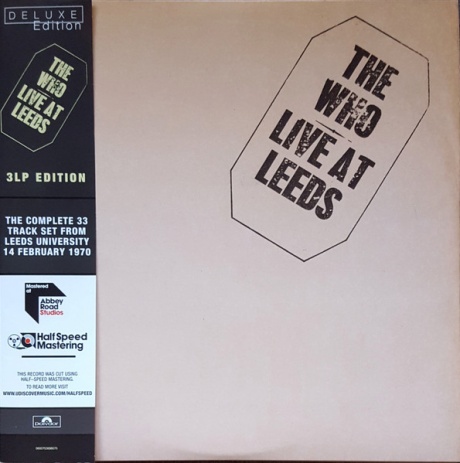 DELUXE
Edition
THE
WHO
LIVE AT
LEEDS
3LP EDITION
THE COMPLETE 33
TRACK SET FROM
LEEDS UNIVERSITY
14 FEBRUARY 1970
Mastered
at
Abbey
Road
Studios
Half Speed
Mastering
THIS RECORD WAS CUT USING
HALF-SPEED MASTERING.
TO READ MORE VISIT
WWW.UDISCOVERMUSIC.COM/HALFSPEED
polydor
THE
WHO
LIVE AT
LEEDS